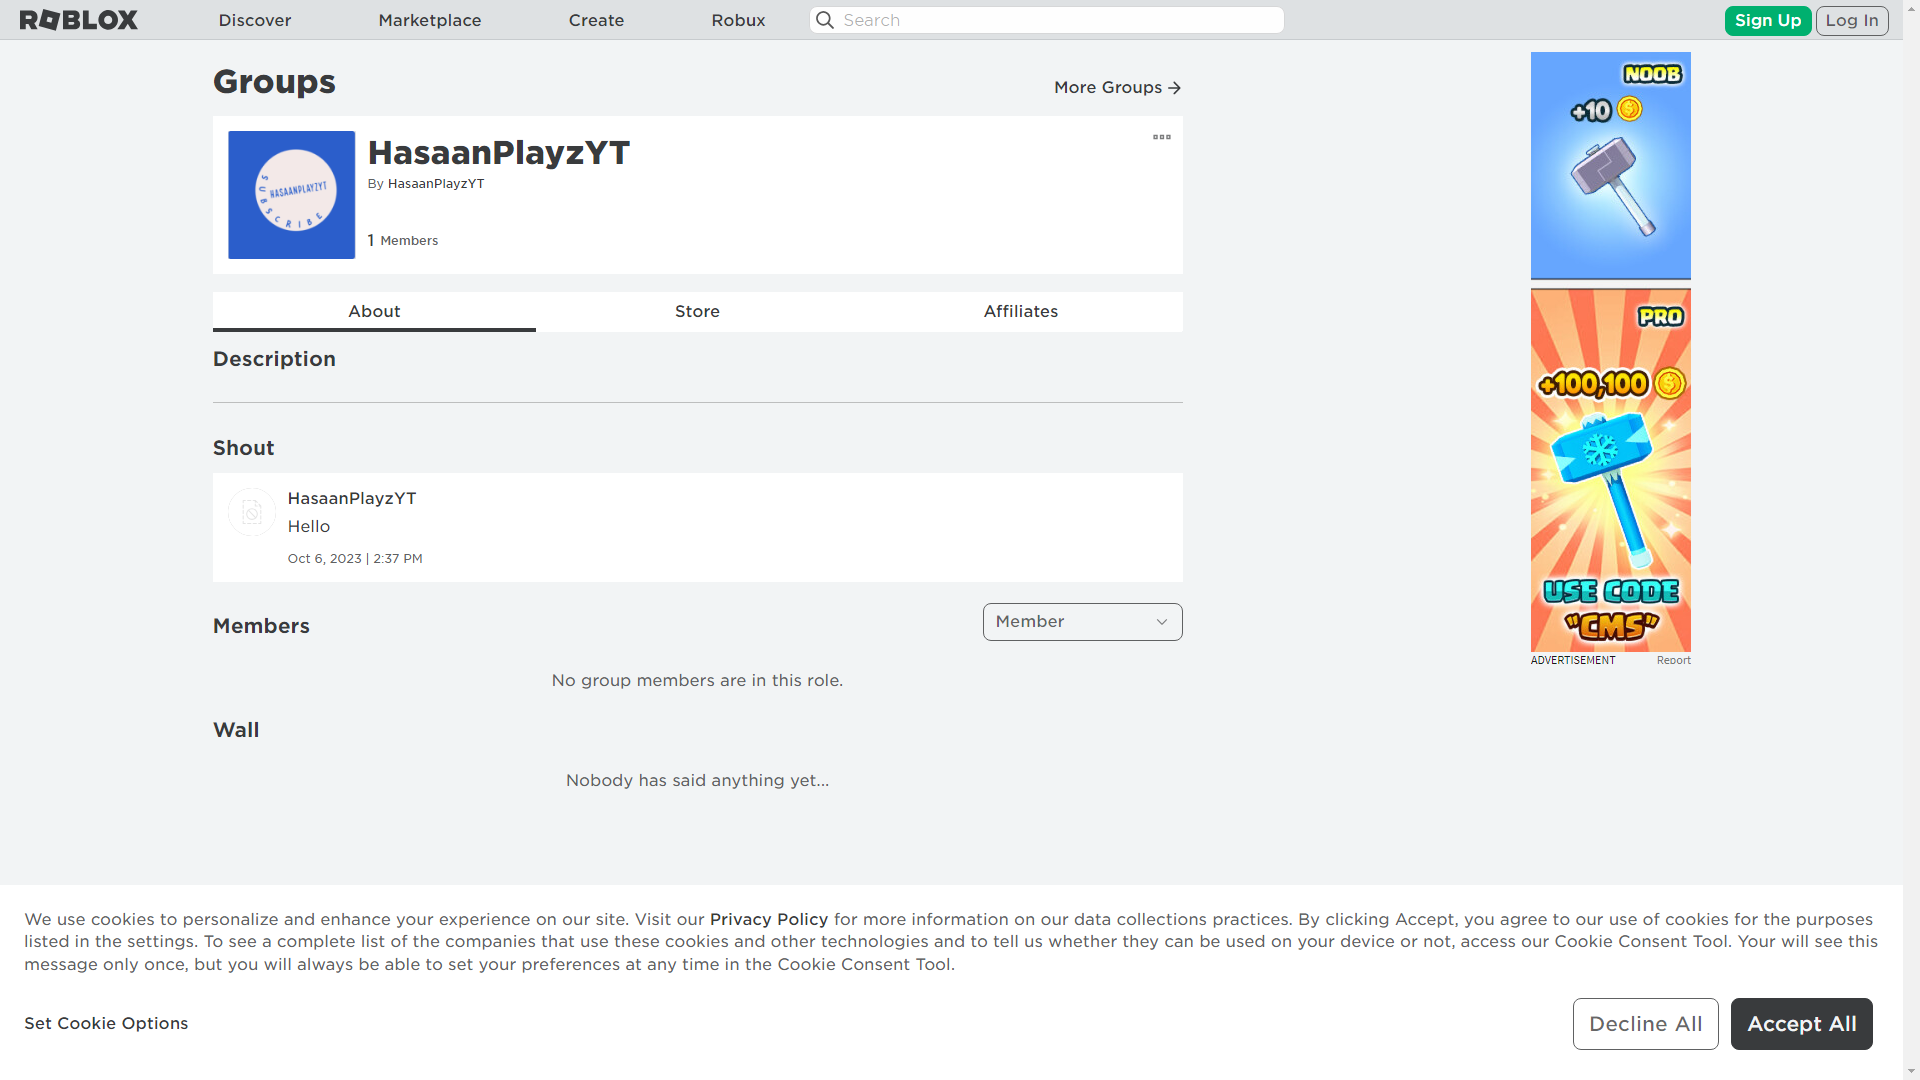 ROBLOX
Discover
Marketplace
Create
Robux
Search
Sign Up
Log In
Groups
More Groups
HASAANPLAYZYT
SUBSCRIBE
HasaanPlayzYT
By HasaanPlayzYT
1 Members
About
Store
Affiliates
Description
Shout
HasaanPlayzYT
Hello
Oct 6, 2023 | 2:37 PM
Members
Member
No group members are in this role.
Wall
Nobody has said anything yet...
NOOB
+10
PRO
+100,100
USE CODE
"CMS"
ADVERTISEMENT
Report
We use cookies to personalize and enhance your experience on our site. Visit our Privacy Policy for more information on our data collections practices. By clicking Accept, you agree to our use of cookies for the purposes
listed in the settings. To see a complete list of the companies that use these cookies and other technologies and to tell us whether they can be used on your device or not, access our Cookie Consent Tool. Your will see this
message only once, but you will always be able to set your preferences at any time in the Cookie Consent Tool.
Set Cookie Options
Decline All
Accept All